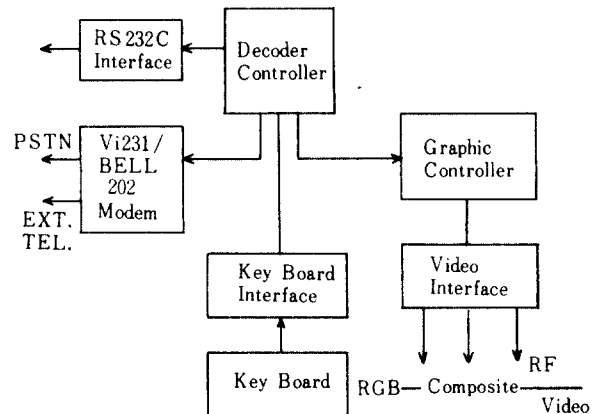 RS232C
Interface
Decoder
Controller
PSTN
Vi231/
BELL
202
Modem
EXT.
TEL.
Graphic
Controller
Key Board
Interface
Video
Interface
Key Board
RF
RGB— Composite
Video